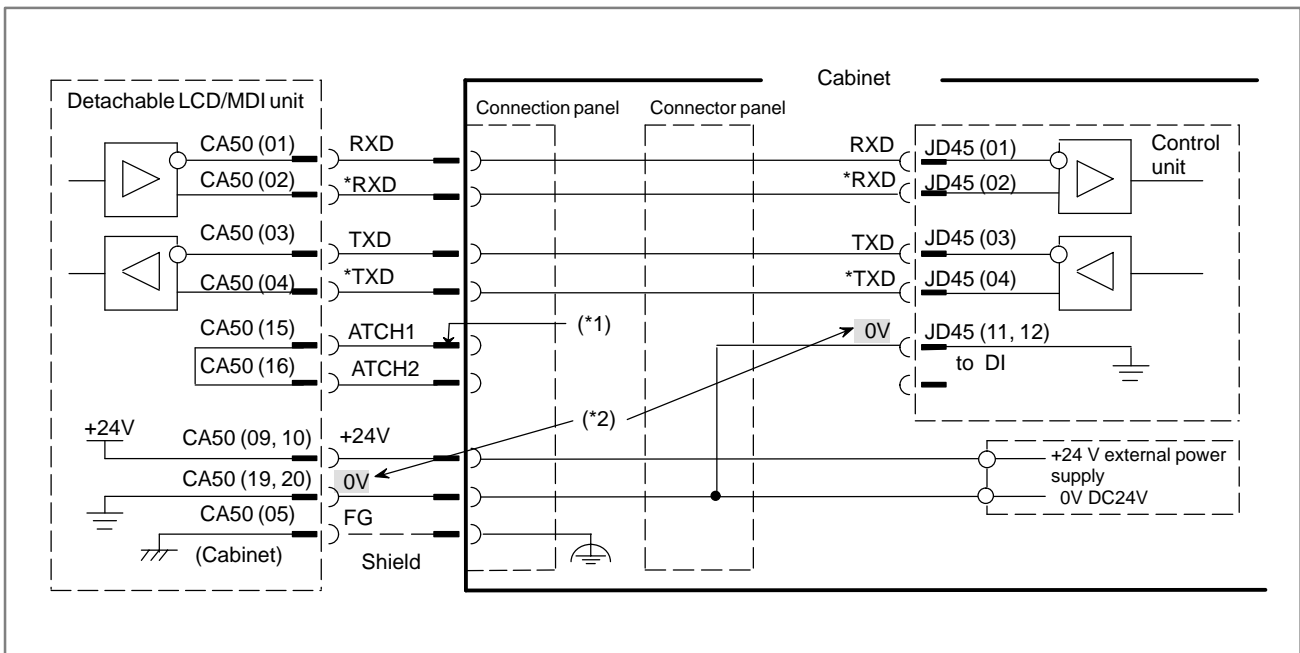 Cabinet
Detachable LCD/MDI unit
Connection panel
Connector panel
Control
unit
CA50 (01)
RXD
RXD
JD45 (01)
CA50 (02)
*RXD
*RXD
JD45 (02)
CA50 (03)
TXD
TXD
JD45 (03)
CA50 (04)
*TXD
*TXD
JD45 (04)
CA50 (15)
ATCH1
(*1)
0V
JD45 (11, 12)
CA50 (16)
ATCH2
to DI
(*2)
+24V
CA50 (09, 10)
+24V
+24 V external power
supply
CA50 (19, 20)
0V
0V DC24V
CA50 (05)
FG
(Cabinet)
Shield